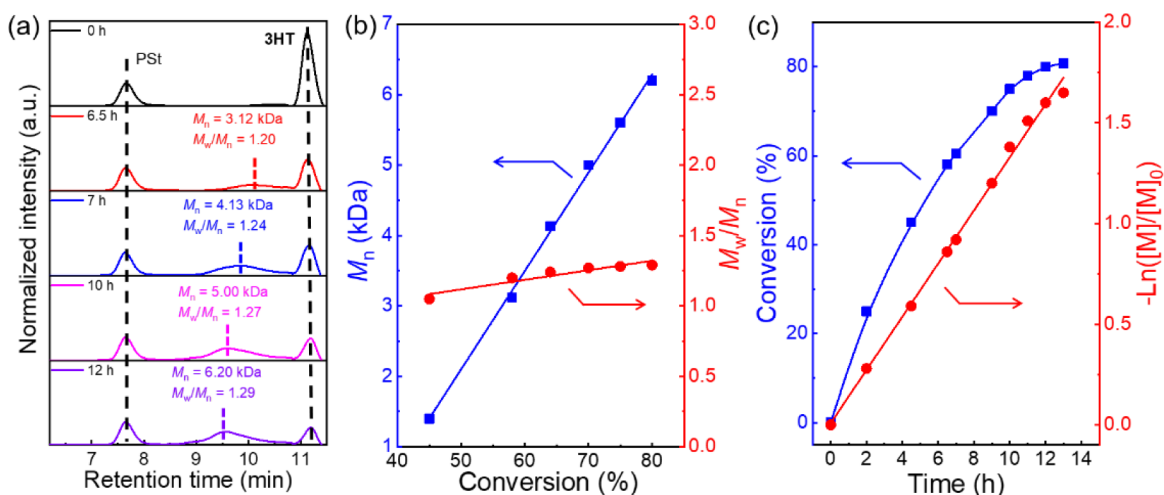 (a)
Normalized intensity (a.u.)
0 h
PSt
3HT
6.5 h
Mn = 3.12 kDa
Mw/Mn = 1.20
7 h
Mn = 4.13 kDa
Mw/Mn = 1.24
10 h
Mn = 5.00 kDa
Mw/Mn = 1.27
12 h
Mn = 6.20 kDa
Mw/Mn = 1.29
7 8 9 10 11
Retention time (min)
(b)
Mn (kDa)
7
6
5
4
3
2
1
40 50 60 70 80
Conversion (%)
3.0
2.5
2.0
1.5
1.0
0.5
0.0
Mw/Mn
(c)
Conversion (%)
80
60
40
20
0
0 2 4 6 8 10 12 14
Time (h)
2.0
1.5
1.0
0.5
0.0
-Ln([M]/[M]0)